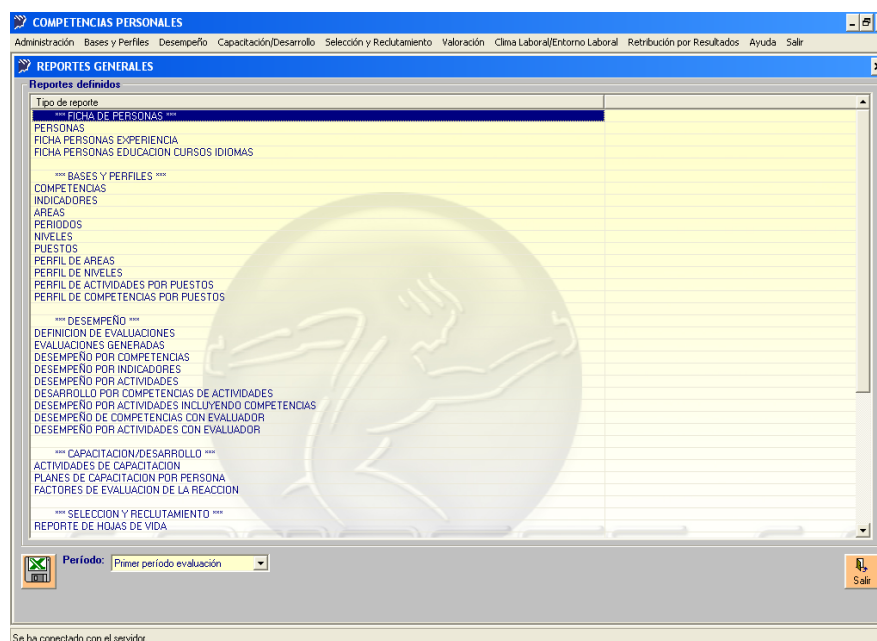 COMPETENCIAS PERSONALES
Administración Bases y Perfiles Desempeño Capacitación/Desarrollo Selección y Reclutamiento Valoración Clima Laboral/Entorno Laboral Retribución por Resultados Ayuda Salir
REPORTES GENERALES
Reportes definidos
Tipo de reporte
*** FICHA DE PERSONAS ***
PERSONAS
FICHA PERSONAS EXPERIENCIA
FICHA PERSONAS EDUCACION CURSOS IDIOMAS
*** BASES Y PERFILES ***
COMPETENCIAS
INDICADORES
AREAS
PERIODOS
NIVELES
PUESTOS
PERFIL DE AREAS
PERFIL DE NIVELES
PERFIL DE ACTIVIDADES POR PUESTOS
PERFIL DE COMPETENCIAS POR PUESTOS
*** DESEMPEÑO ***
DEFINICION DE EVALUACIONES
EVALUACIONES GENERADAS
DESEMPEÑO POR COMPETENCIAS
DESEMPEÑO POR INDICADORES
DESEMPEÑO POR ACTIVIDADES
DESARROLLO POR COMPETENCIAS DE ACTIVIDADES
DESEMPEÑO POR ACTIVIDADES INCLUYENDO COMPETENCIAS
DESEMPEÑO DE COMPETENCIAS CON EVALUADOR
DESEMPEÑO POR ACTIVIDADES CON EVALUADOR
*** CAPACITACION/DESARROLLO ***
ACTIVIDADES DE CAPACITACION
PLANES DE CAPACITACION POR PERSONA
FACTORES DE EVALUACION DE LA REACCION
*** SELECCION Y RECLUTAMIENTO ***
REPORTE DE HOJAS DE VIDA
Período: Primer período evaluación
Salir
Se ha conectado con el servidor